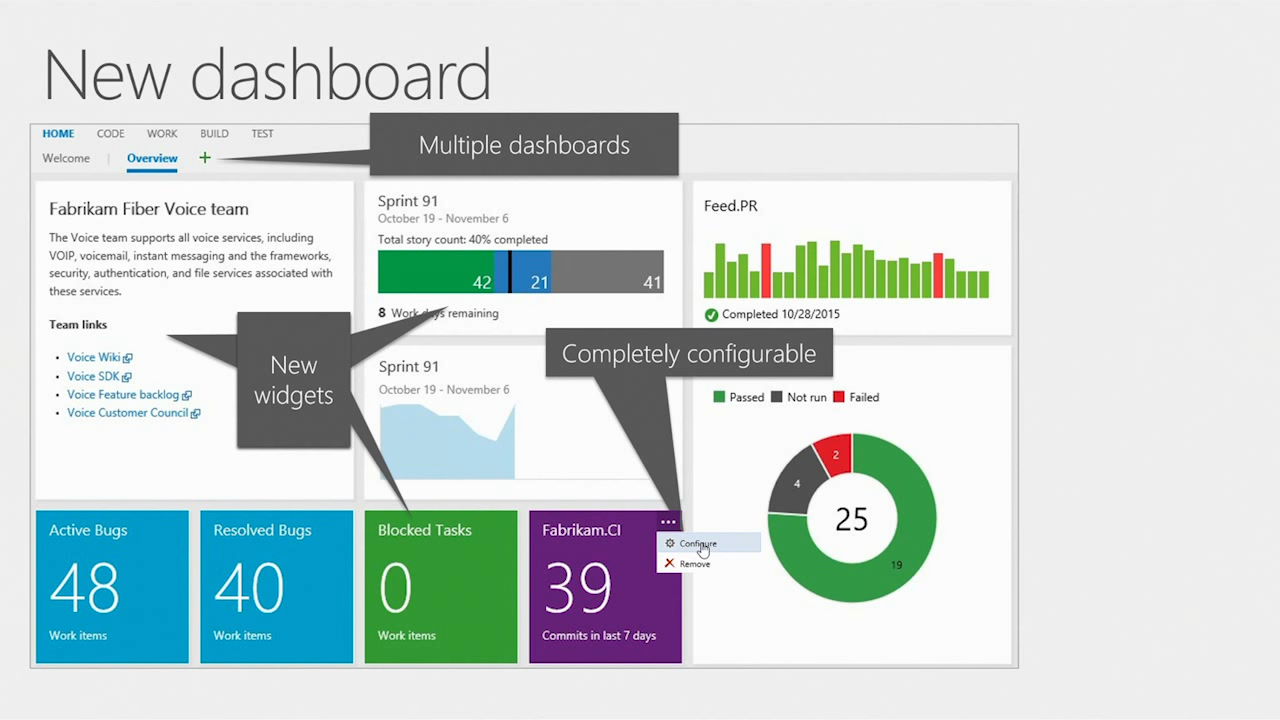 New dashboard
HOME CODE WORK BUILD TEST
Welcome | Overview +
Multiple dashboards
Fabrikam Fiber Voice team
The Voice team supports all voice services, including
VOIP, voicemail, instant messaging and the frameworks,
security, authentication, and file services associated with
these services.
Team links
Voice Wiki
Voice SDK
Voice Feature backlog
Voice Customer Council
New
widgets
Sprint 91
October 19 - November 6
Total story count: 40% completed
42 21 41
8 Work days remaining
Sprint 91
October 19 - November 6
Feed.PR
Completed 10/28/2015
Completely configurable
Passed Not run Failed
2
4
25
19
Active Bugs
48
Work items
Resolved Bugs
40
Work items
Blocked Tasks
0
Work items
Fabrikam.CI
39
Commits in last 7 days
Configure
Remove